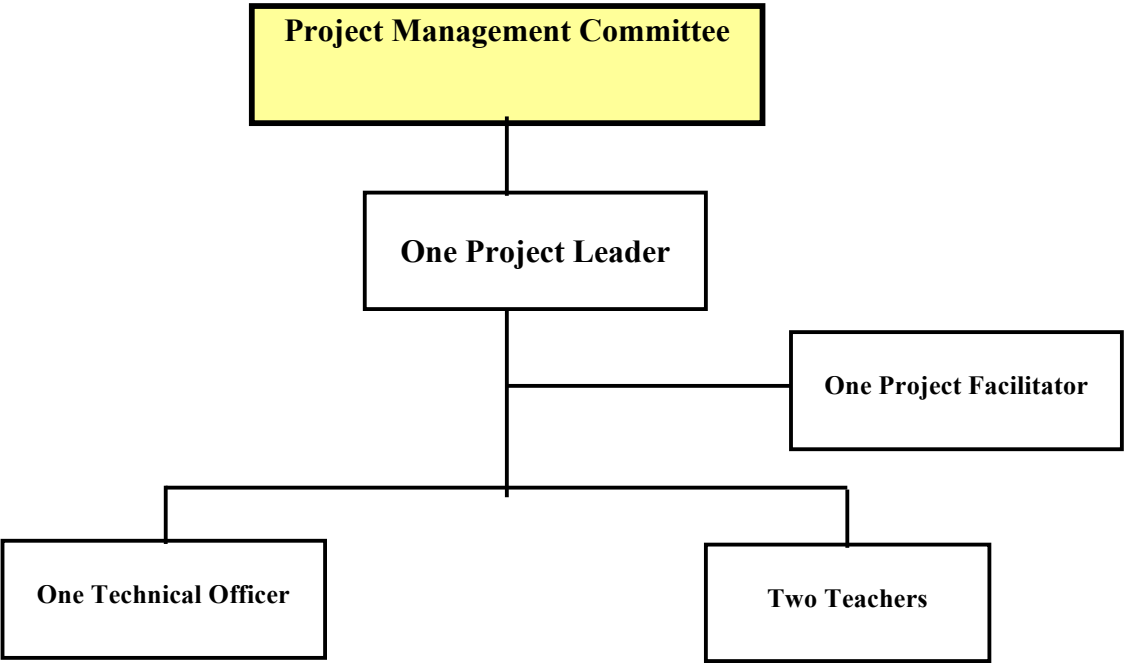 Project Management Committee
One Project Leader
One Project Facilitator
One Technical Officer
Two Teachers